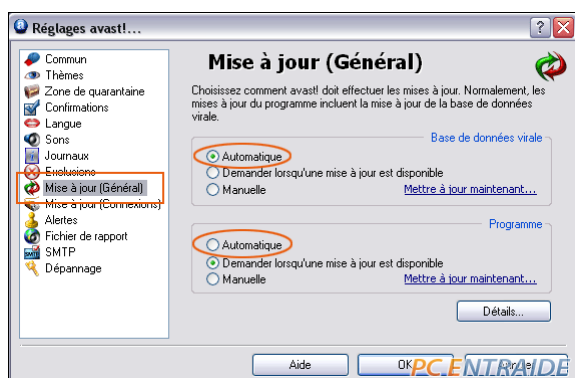 Réglages avast!...
Commun
Thèmes
Zone de quarantaine
Confirmations
Langue
Sons
Journaux
Exclusions
Mise à jour (Général)
Mise à jour (Connexions)
Alertes
Fichier de rapport
SMTP
Dépannage
Mise à jour (Général)
Choisissez comment avast! doit effectuer les mises à jour. Normalement, les
mises à jour du programme incluent la mise à jour de la base de données
virale.
Base de données virale
Automatique
Demander lorsqu'une mise à jour est disponible
Manuelle
Mettre à jour maintenant...
Programme
Automatique
Demander lorsqu'une mise à jour est disponible
Manuelle
Mettre à jour maintenant...
Détails...
Aide
OK
PC.ENTRAIDE